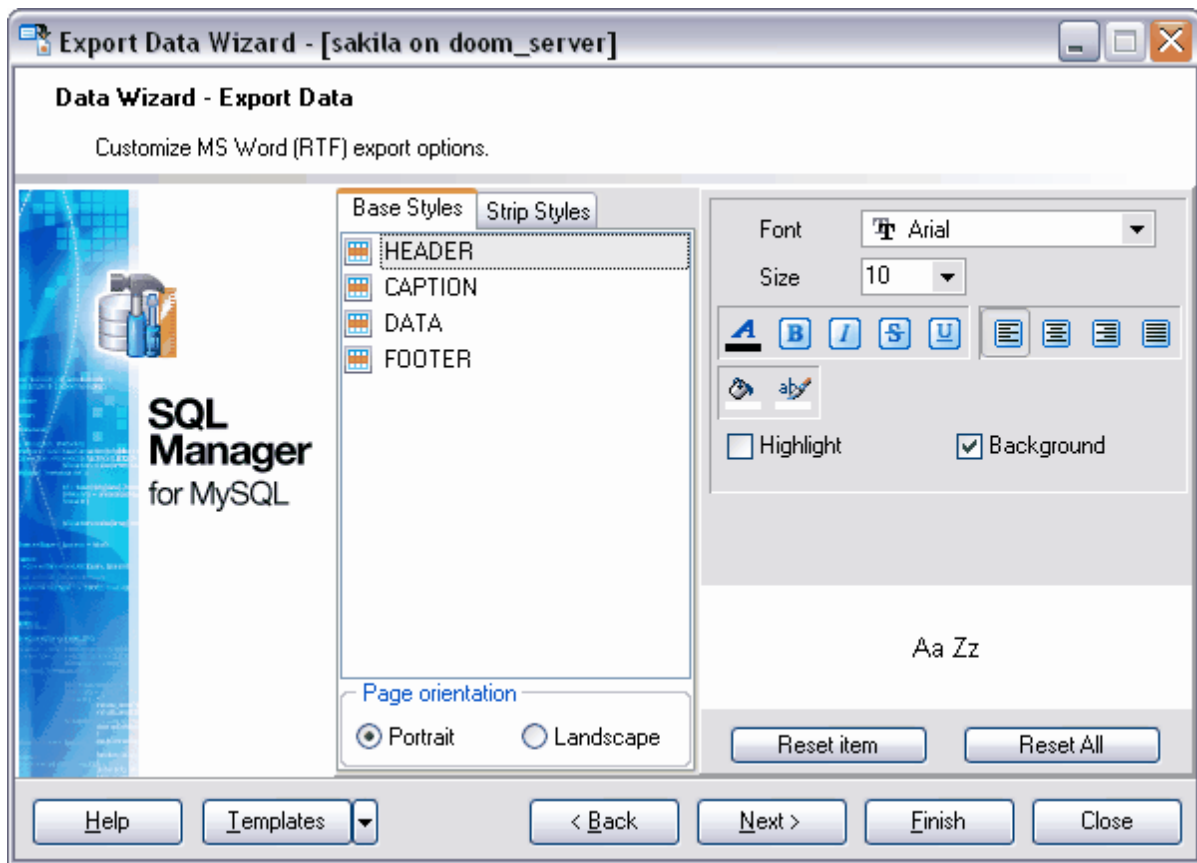 Export Data Wizard - [sakila on doom_server]
Data Wizard - Export Data
Customize MS Word (RTF) export options.
SQL
Manager
for MySQL
Base Styles Strip Styles
HEADER
CAPTION
DATA
FOOTER
Page orientation
Portrait Landscape
Font Arial
Size 10
A B I S U
ab
Highlight Background
Aa Zz
Reset item Reset All
Help Templates < Back Next > Finish Close